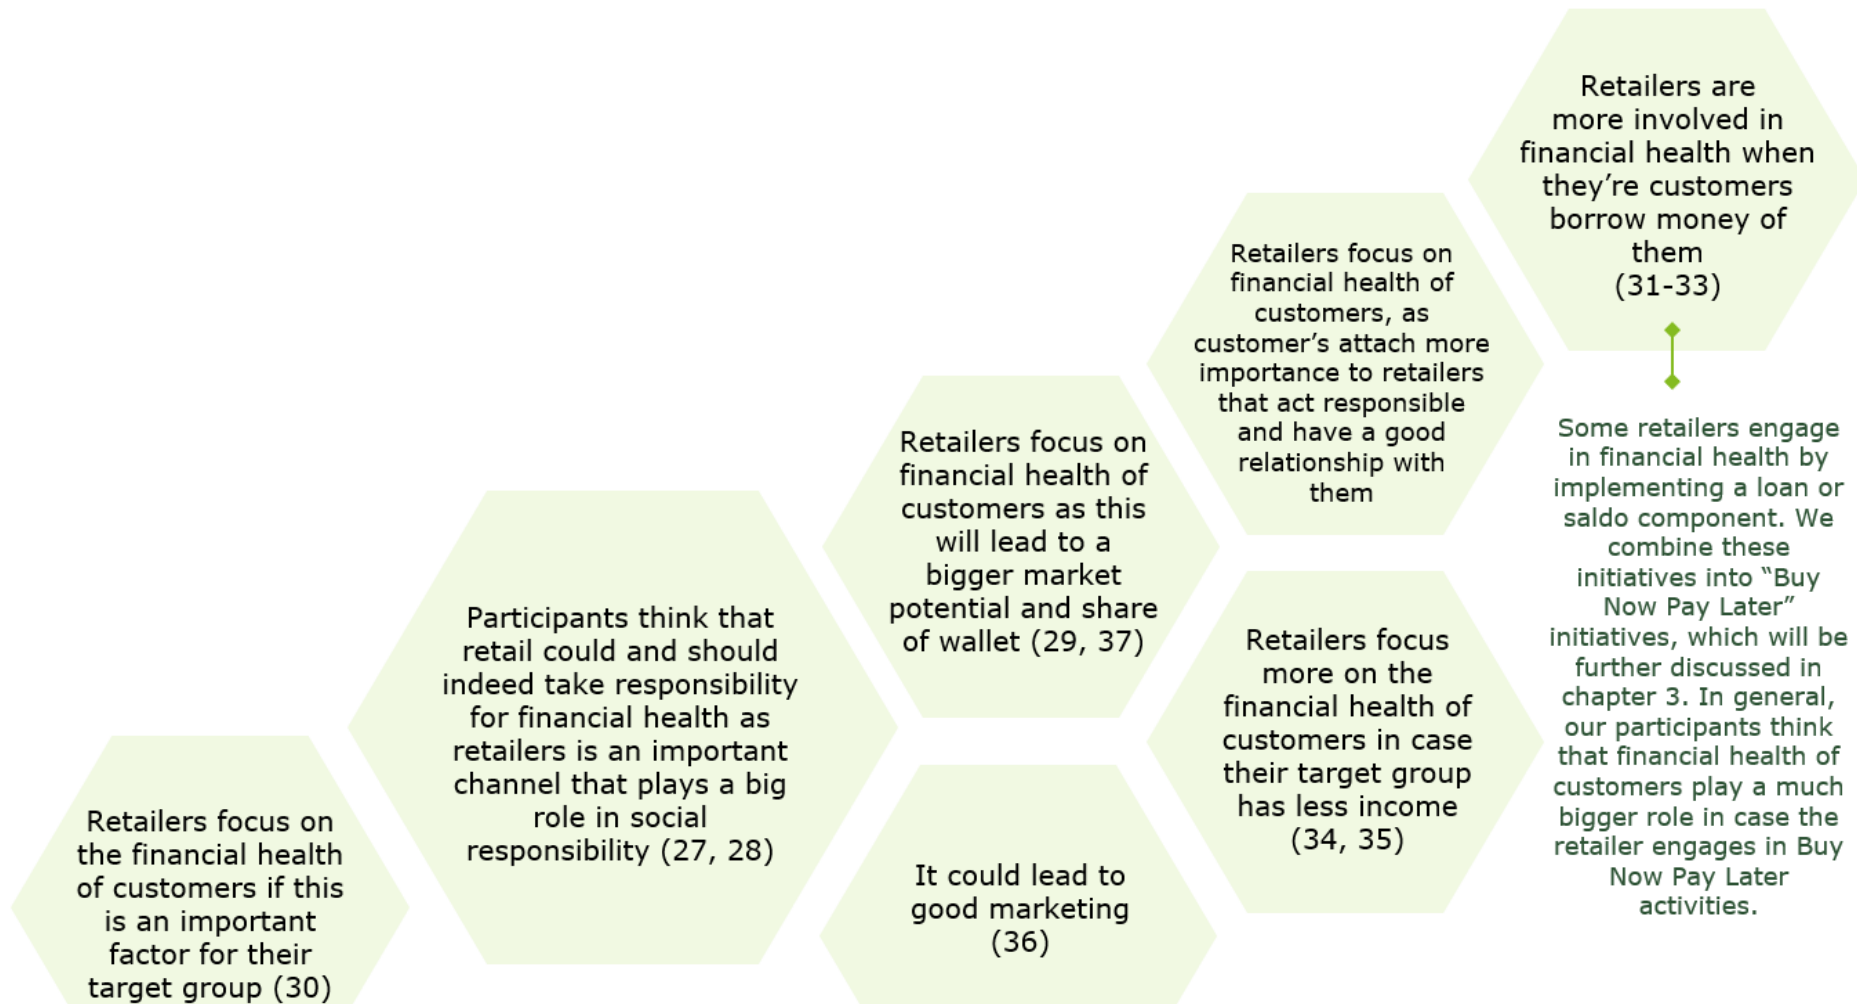 Retailers are
more involved in
financial health when
they’re customers
borrow money of
them
(31-33)
Retailers focus on
financial health of
customers, as
customer’s attach more
importance to retailers
that act responsible
and have a good
relationship with
them
Some retailers engage
in financial health by
implementing a loan or
saldo component. We
combine these
initiatives into “Buy
Now Pay Later”
initiatives, which will be
further discussed in
chapter 3. In general,
our participants think
that financial health of
customers play a much
bigger role in case the
retailer engages in Buy
Now Pay Later
activities.
Retailers focus on
financial health of
customers as this
will lead to a
bigger market
potential and share
of wallet (29, 37)
Retailers focus
more on the
financial health of
customers in case
their target group
has less income
(34, 35)
Participants think that
retail could and should
indeed take responsibility
for financial health as
retailers is an important
channel that plays a big
role in social
responsibility (27, 28)
It could lead to
good marketing
(36)
Retailers focus on
the financial health
of customers if this
is an important
factor for their
target group (30)